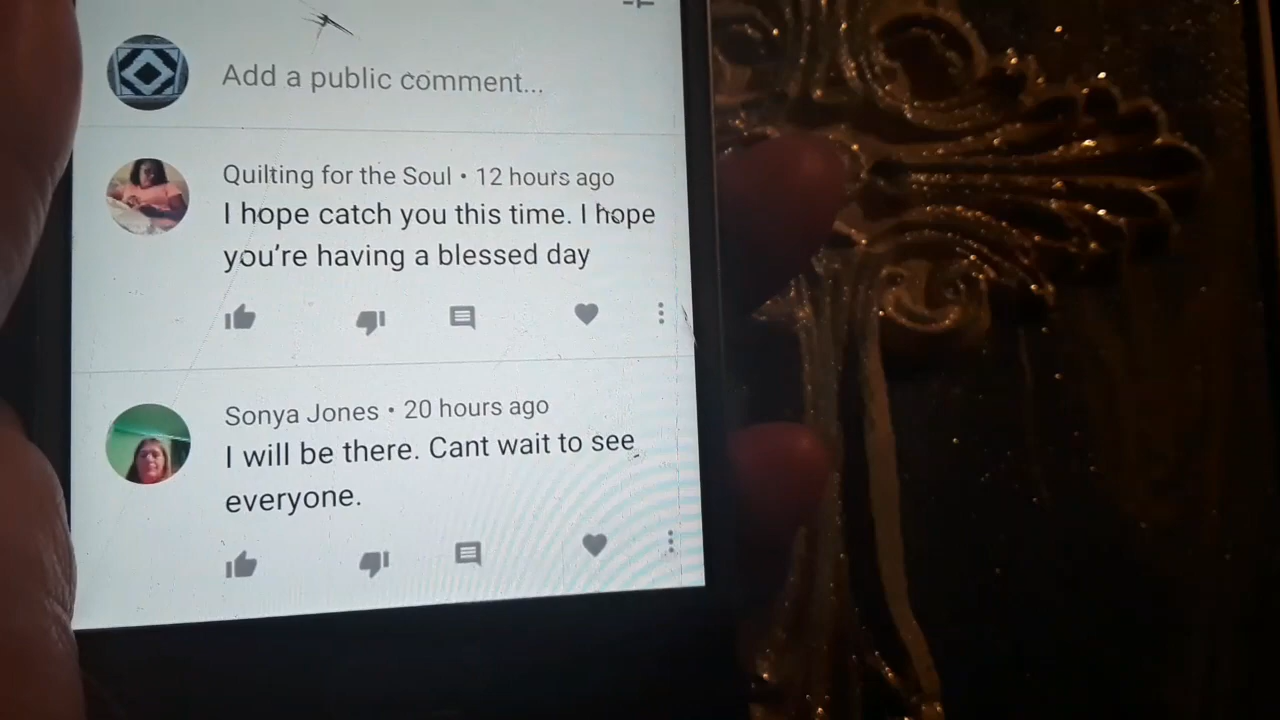 Add a public comment...
Quilting for the Soul • 12 hours ago
I hope catch you this time. I hope
you're having a blessed day
Sonya Jones • 20 hours ago
I will be there. Cant wait to see
everyone.